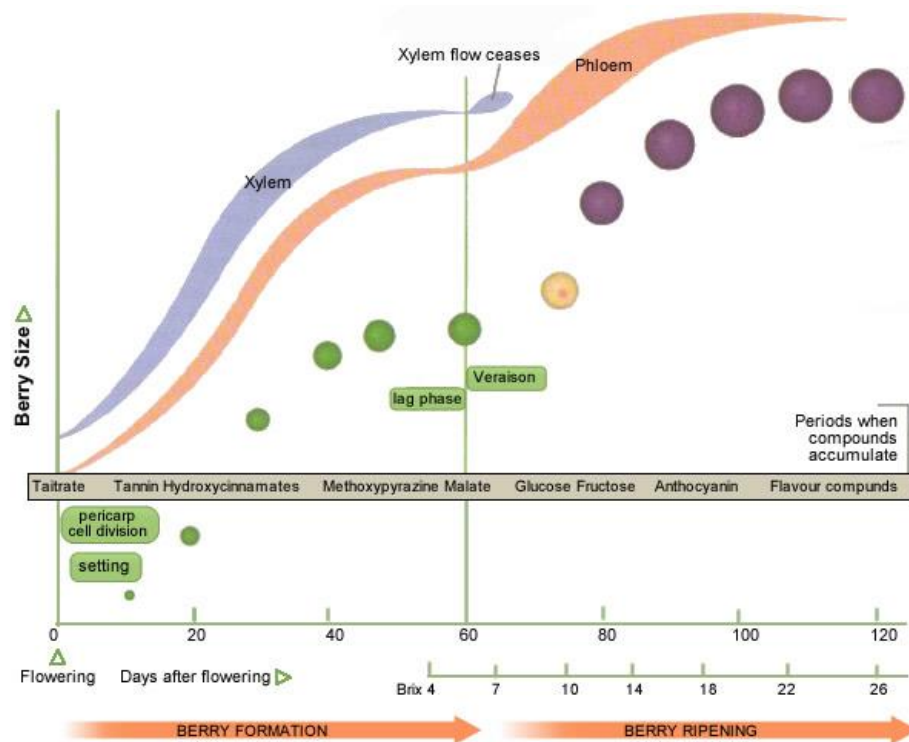 Xylem flow ceases
Phloem
Xylem
Berry Size
Veraison
lag phase
Periods when
compounds
accumulate
Taitrate Tannin Hydroxycinnamates Methoxypyrazine Malate Glucose Fructose Anthocyanin Flavour compunds
pericarp
cell division
setting
0 20 40 60 80 100 120
Flowering Days after flowering
Brix 4 7 10 14 18 22 26
BERRY FORMATION BERRY RIPENING